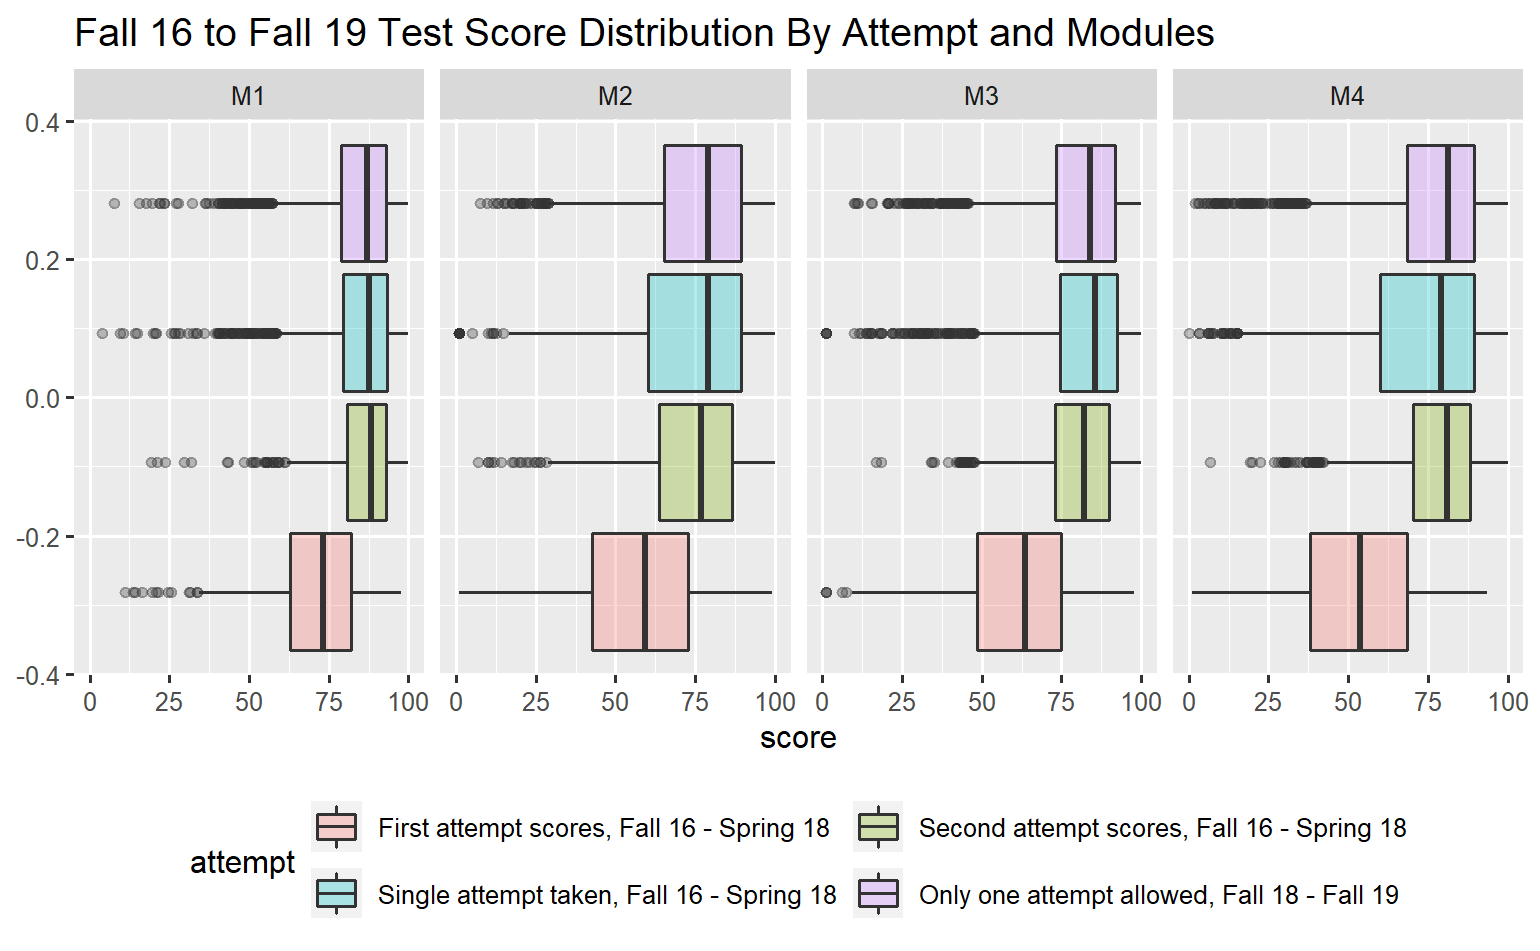 Fall 16 to Fall 19 Test Score Distribution By Attempt and Modules
M1 M2 M3 M4
0.4
0.2
0.0
-0.2
-0.4
0 25 50 75 100 0 25 50 75 100 0 25 50 75 100 0 25 50 75 100
score
attempt
First attempt scores, Fall 16 - Spring 18
Second attempt scores, Fall 16 - Spring 18
Single attempt taken, Fall 16 - Spring 18
Only one attempt allowed, Fall 18 - Fall 19